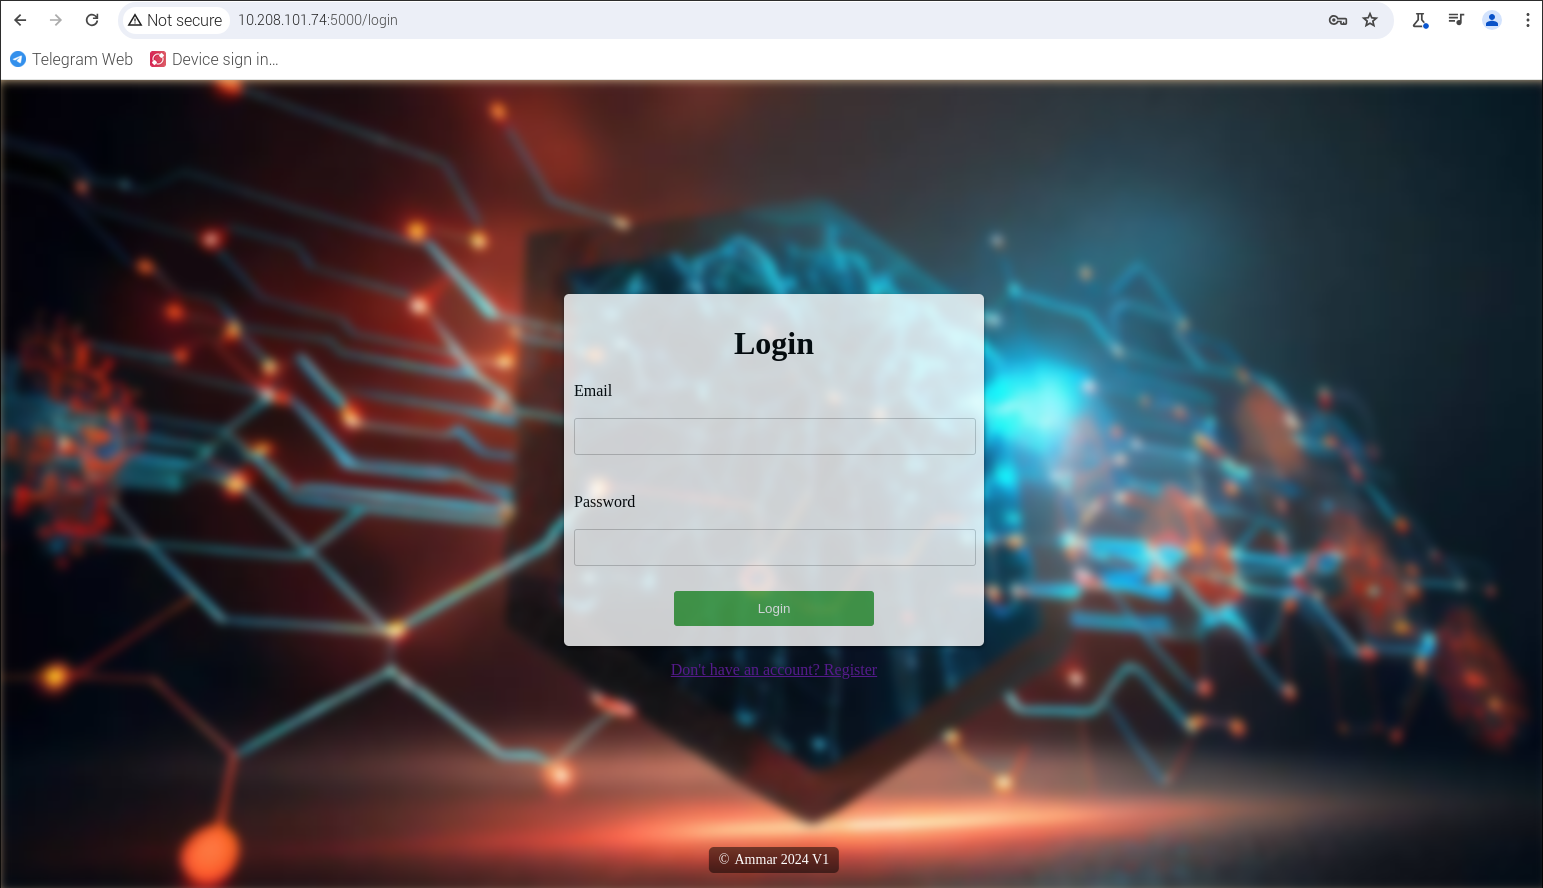 Not secure 10.208.101.74:5000/login
Telegram Web Device sign in...
Login
Email
Password
Login
Don't have an account? Register
© Ammar 2024 V1